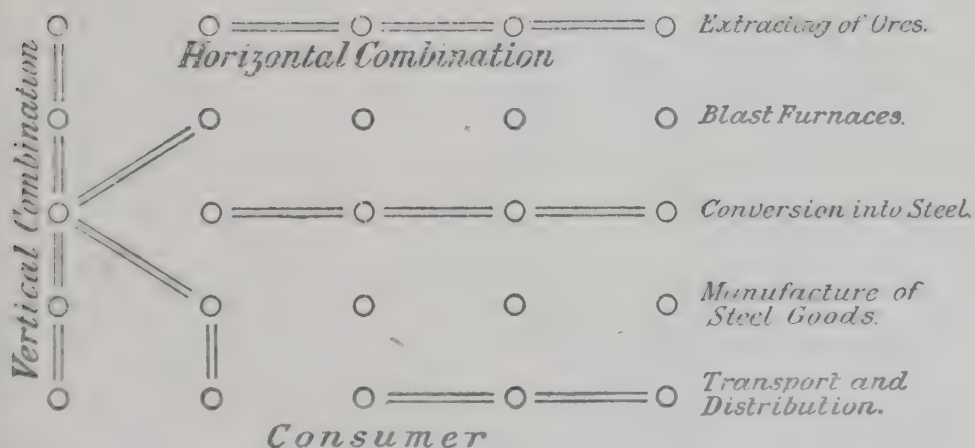 Vertical Combination
Extracting of Ores.
Horizontal Combination
Blast Furnaces.
Conversion into Steel.
Manufacture of
Steel Goods.
Transport and
Distribution.
Consumer